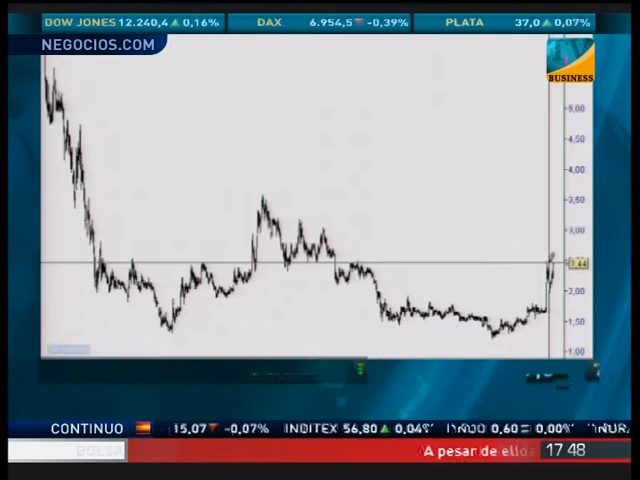 DOW JONES 12.240,4 0,16% DAX 6.954,5 -0,39% PLATA 37,0 0,07%
NEGOCIOS.COM
BUSINESS
5,00
4,50
4,00
3,50
3,00
2,44
2,00
1,50
1,00
CONTINUO 15,07 -0,07% INDITEX 56,80 0,04% 0,60 = 0,00%
BOLSA A pesar de 17 48